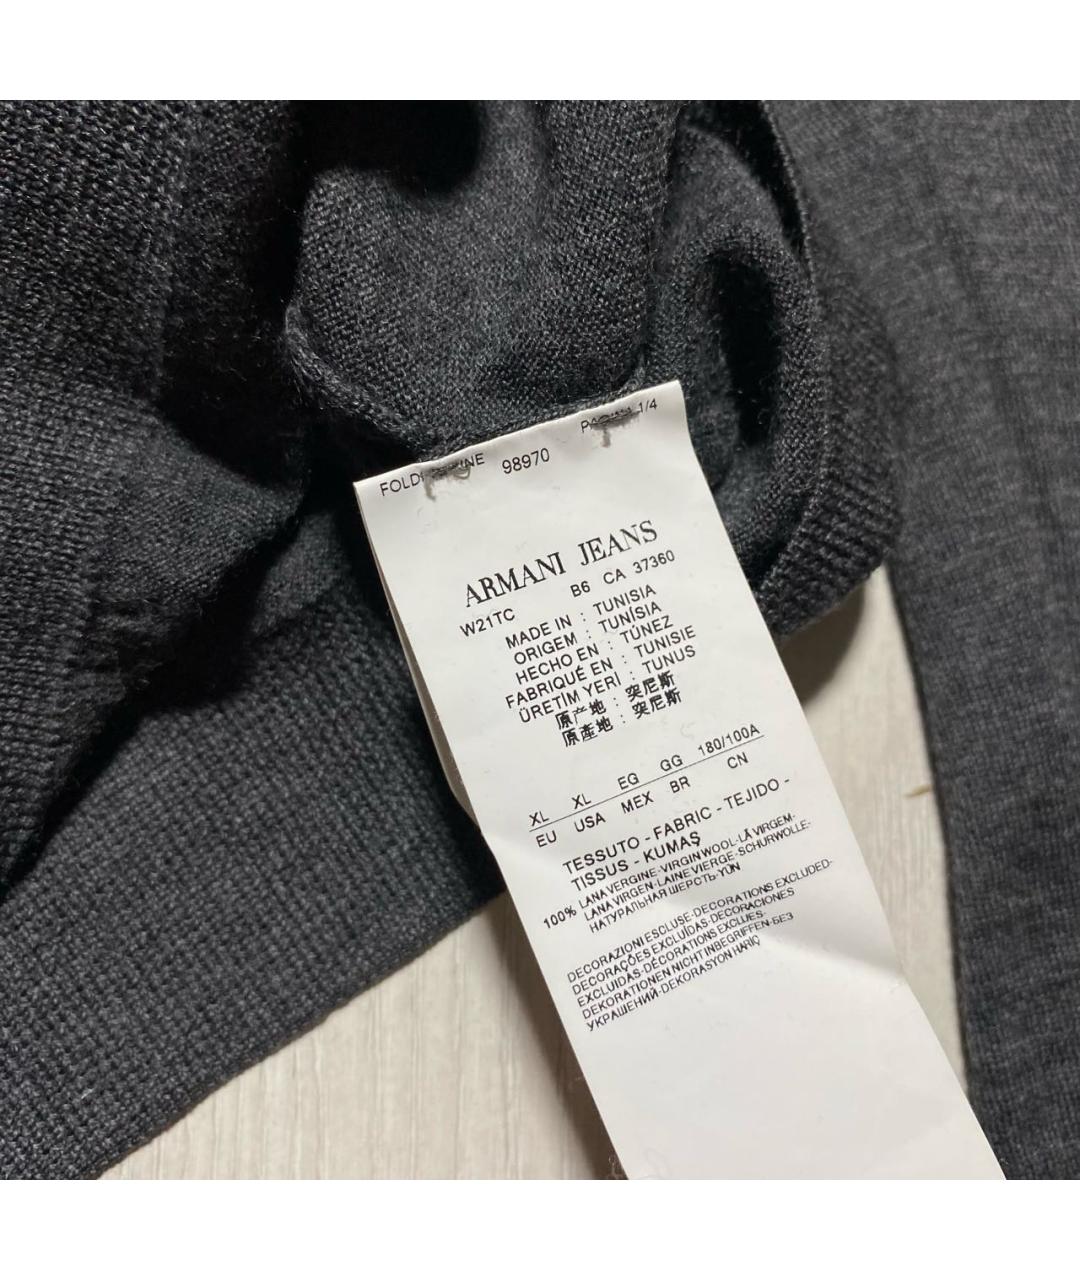 98970
1/4
ARMANI JEANS
W21TC B6 CA 37360
MADE IN : TUNISIA
ORIGEM : TUNÍSIA
HECHO EN : TÚNEZ
FABRIQUÉ EN : TUNISIE
ÜRETİM YERİ : TUNUS
原产地 : 突尼斯
原產地 : 突尼斯
XL XL EG GG 180/100A
EU USA MEX BR CN
TESSUTO - FABRIC - TEJIDO -
TISSUS - KUMAŞ
100% LANA VERGINE-VIRGIN WOOL-LÃ VIRGEM-
LANA VIRGEN-LAINE VIERGE-SCHURWOLLE-
НАТУРАЛЬНАЯ ШЕРСТЬ-YÜN
DECORAZIONI ESCLUSE-DECORATIONS EXCLUDED-
DECORAÇÕES EXCLUÍDAS-DECORACIONES
EXCLUIDAS-DÉCORATIONS EXCLUES-
DEKORATIONEN NICHT INBEGRIFFEN-БЕЗ
УКРАШЕНИЙ-DEKORASYON HARİÇ